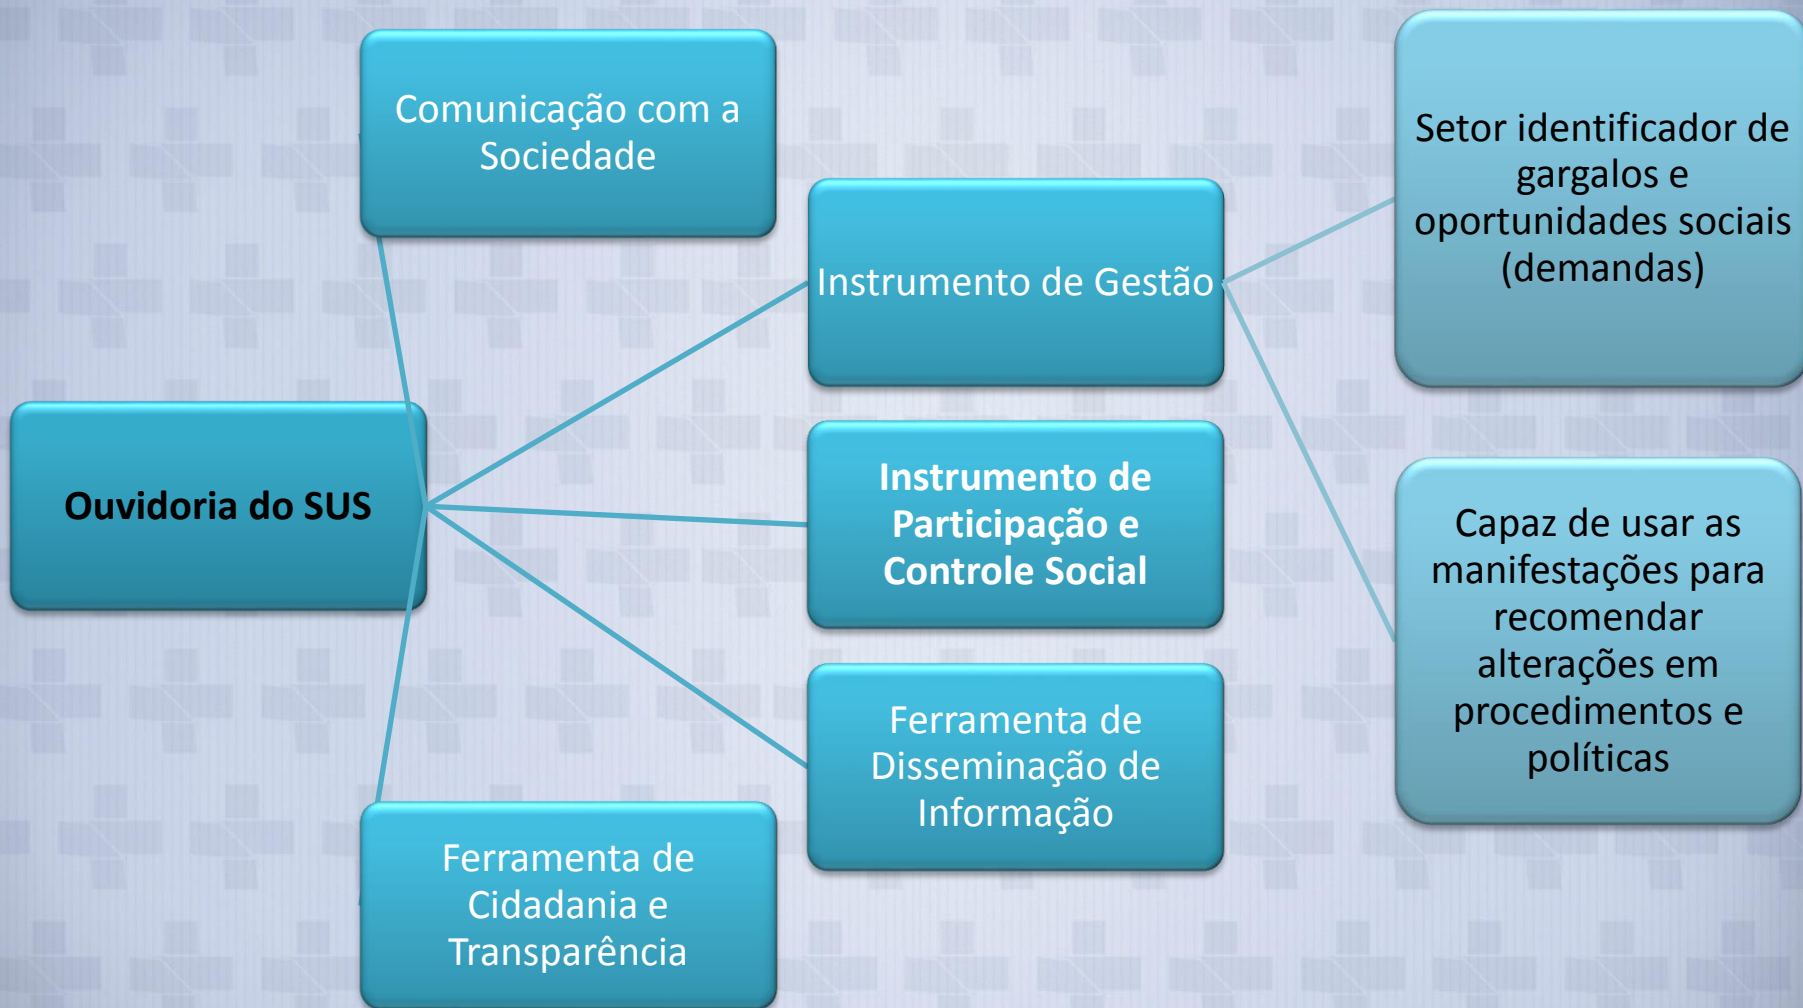 Ouvidoria do SUS
Comunicação com a
Sociedade
Instrumento de Gestão
Instrumento de
Participação e
Controle Social
Ferramenta de
Disseminação de
Informação
Ferramenta de
Cidadania e
Transparência
Setor identificador de
gargalos e
oportunidades sociais
(demandas)
Capaz de usar as
manifestações para
recomendar
alterações em
procedimentos e
políticas